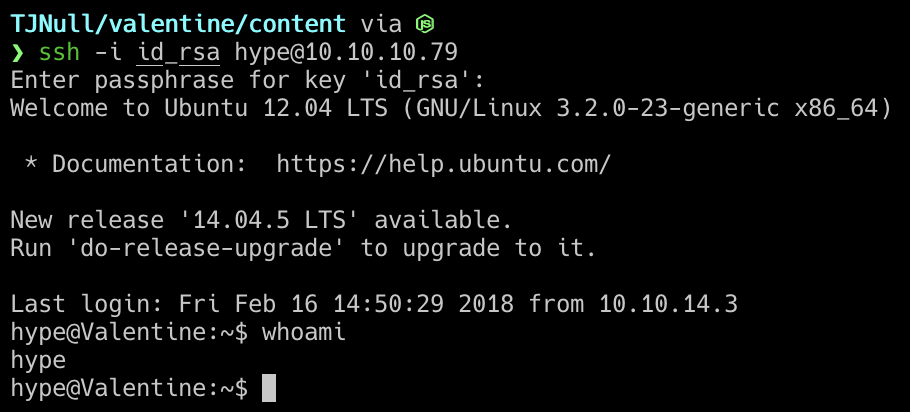 TJNull/valentine/content via
❯ ssh -i id_rsa hype@10.10.10.79
Enter passphrase for key 'id_rsa':
Welcome to Ubuntu 12.04 LTS (GNU/Linux 3.2.0-23-generic x86_64)
* Documentation:  https://help.ubuntu.com/
New release '14.04.5 LTS' available.
Run 'do-release-upgrade' to upgrade to it.
Last login: Fri Feb 16 14:50:29 2018 from 10.10.14.3
hype@Valentine:~$ whoami
hype
hype@Valentine:~$